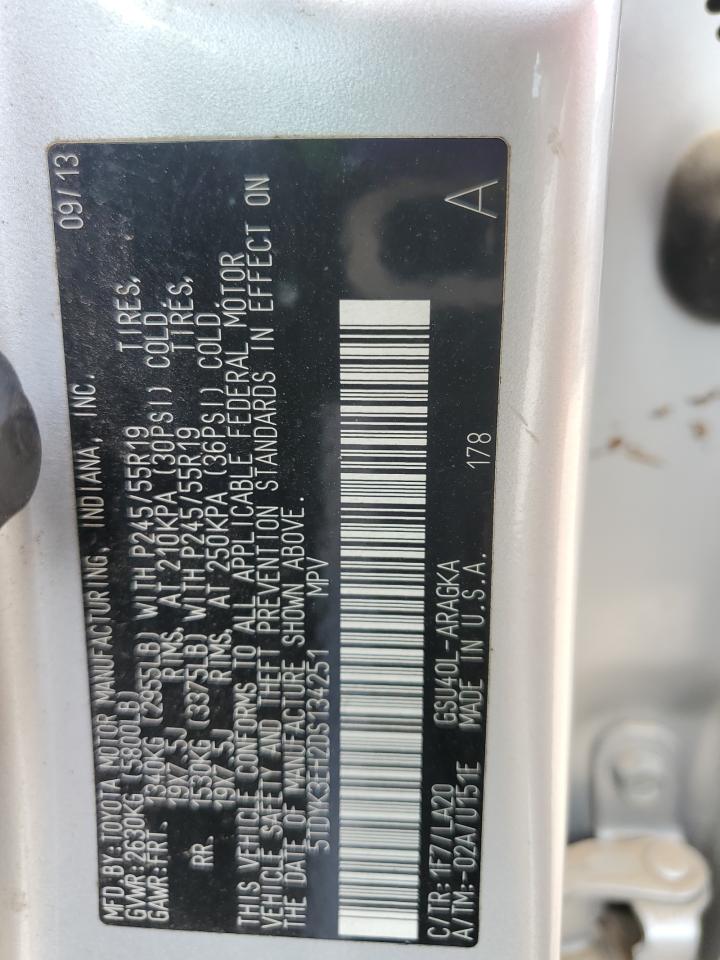 MFD.BY:TOYOTA MOTOR MANUFACTURING, INDIANA, INC. 09/13
GVWR:2630KG (5800LB)
GAWR:FRT. 1340KG (2955LB) WITH P245/55R19 TIRES,
19X7.5J RIMS, AT 210KPA (30PSI) COLD
RR. 1530KG (3375LB) WITH P245/55R19 TIRES,
19X7.5J RIMS, AT 250KPA (36PSI) COLD
THIS VEHICLE CONFORMS TO ALL APPLICABLE FEDERAL MOTOR
VEHICLE SAFETY AND THEFT PREVENTION STANDARDS IN EFFECT ON
THE DATE OF MANUFACTURE SHOWN ABOVE.
5TDYK3EH2DS134251 MPV
C/TR: 1F7/LA20 GSU40L-ARAGKA
A/TM:-02A/U151E MADE IN U.S.A. 178 A